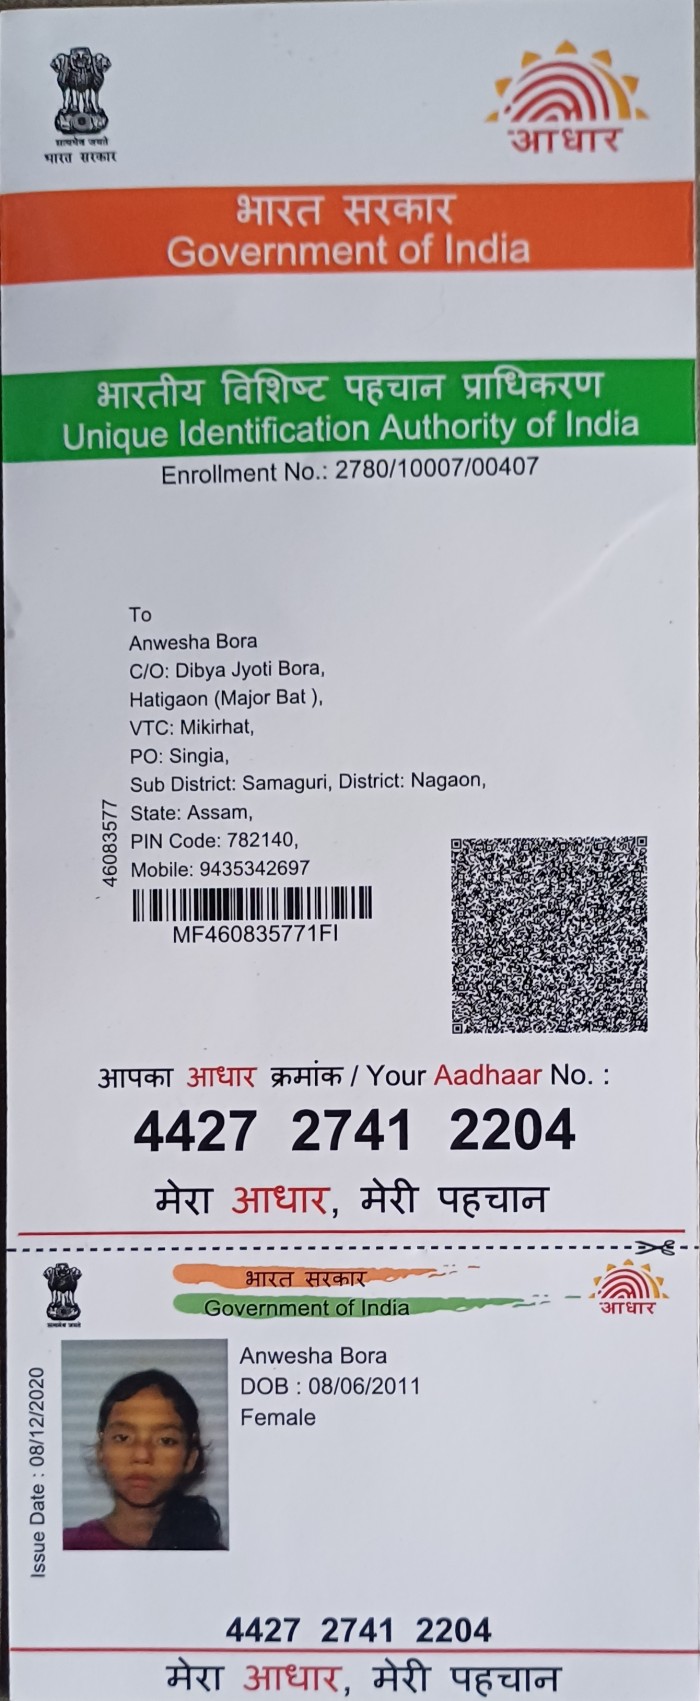 सत्यमेव जयते
भारत सरकार
आधार
भारत सरकार
Government of India
भारतीय विशिष्ट पहचान प्राधिकरण
Unique Identification Authority of India
Enrollment No.: 2780/10007/00407
To
Anwesha Bora
C/O: Dibya Jyoti Bora,
Hatigaon (Major Bat ),
VTC: Mikirhat,
PO: Singia,
Sub District: Samaguri, District: Nagaon,
State: Assam,
PIN Code: 782140,
Mobile: 9435342697
46083577
MF460835771FI
आपका आधार क्रमांक / Your Aadhaar No. :
4427 2741 2204
मेरा आधार, मेरी पहचान
भारत सरकार
Government of India
आधार
Anwesha Bora
DOB : 08/06/2011
Female
Issue Date : 08/12/2020
4427 2741 2204
मेरा आधार, मेरी पहचान